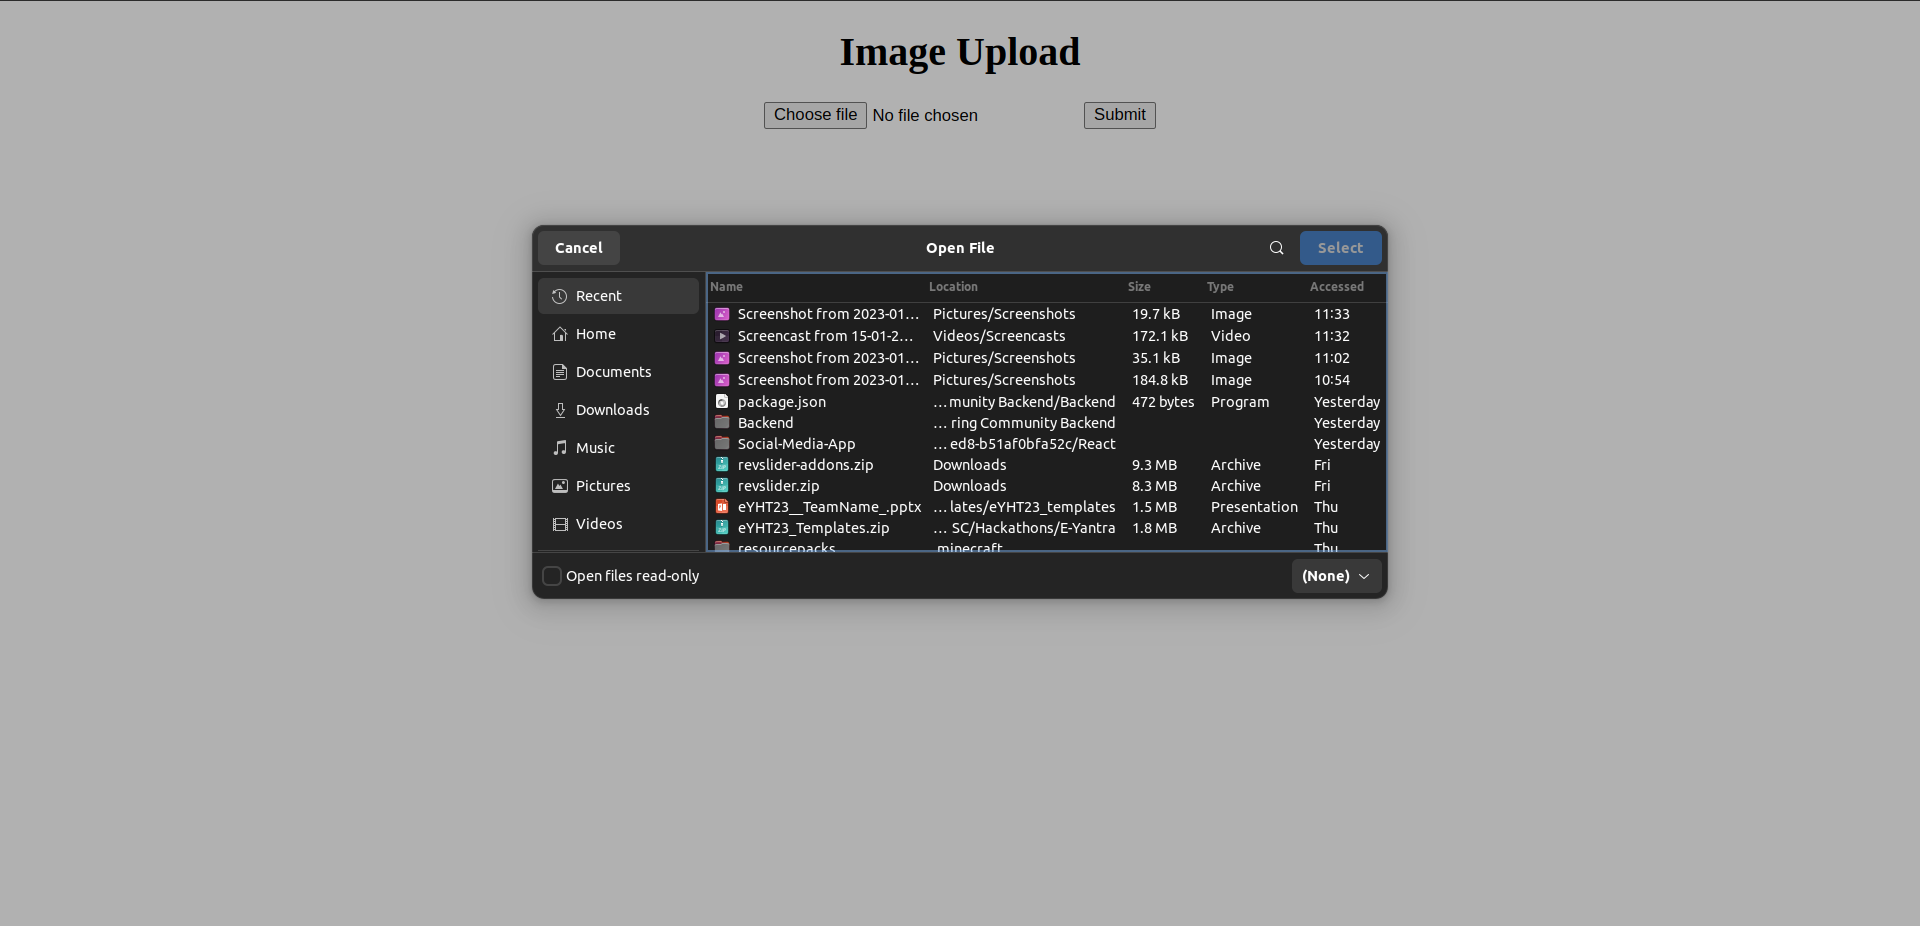 Image Upload
Choose file No file chosen Submit
Cancel Open File Select
Recent
Home
Documents
Downloads
Music
Pictures
Videos
Name Location Size Type Accessed
Screenshot from 2023-01… Pictures/Screenshots 19.7 kB Image 11:33
Screencast from 15-01-2… Videos/Screencasts 172.1 kB Video 11:32
Screenshot from 2023-01… Pictures/Screenshots 35.1 kB Image 11:02
Screenshot from 2023-01… Pictures/Screenshots 184.8 kB Image 10:54
package.json …munity Backend/Backend 472 bytes Program Yesterday
Backend … ring Community Backend Yesterday
Social-Media-App … ed8-b51af0bfa52c/React Yesterday
revslider-addons.zip Downloads 9.3 MB Archive Fri
revslider.zip Downloads 8.3 MB Archive Fri
eYHT23__TeamName_.pptx …lates/eYHT23_templates 1.5 MB Presentation Thu
eYHT23_Templates.zip … SC/Hackathons/E-Yantra 1.8 MB Archive Thu
resourcepacks .minecraft Thu
Open files read-only (None)